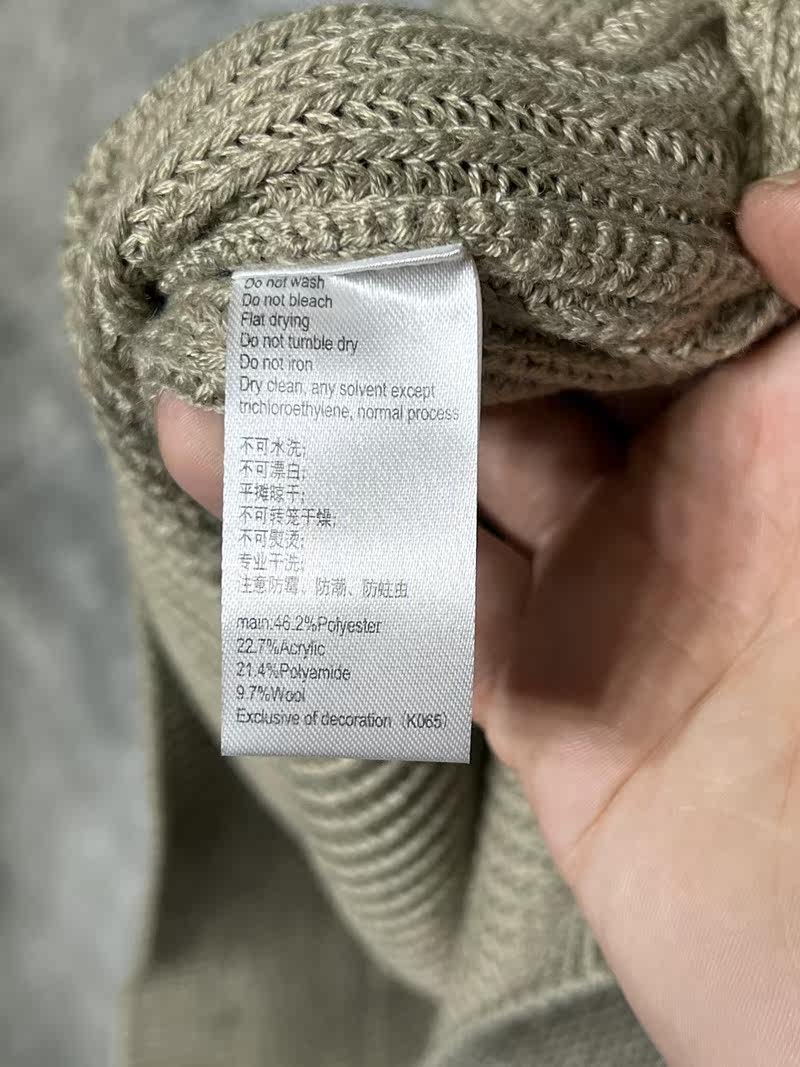 Do not wash
Do not bleach
Flat drying
Do not tumble dry
Do not iron
Dry clean, any solvent except
trichloroethylene, normal process
不可水洗;
不可漂白;
平摊晾干;
不可转笼干燥;
不可熨烫;
专业干洗;
注意防霉、防潮、防蛀虫
main:46.2%Polyester
22.7%Acrylic
21.4%Polyamide
9.7%Wool
Exclusive of decoration（K065）